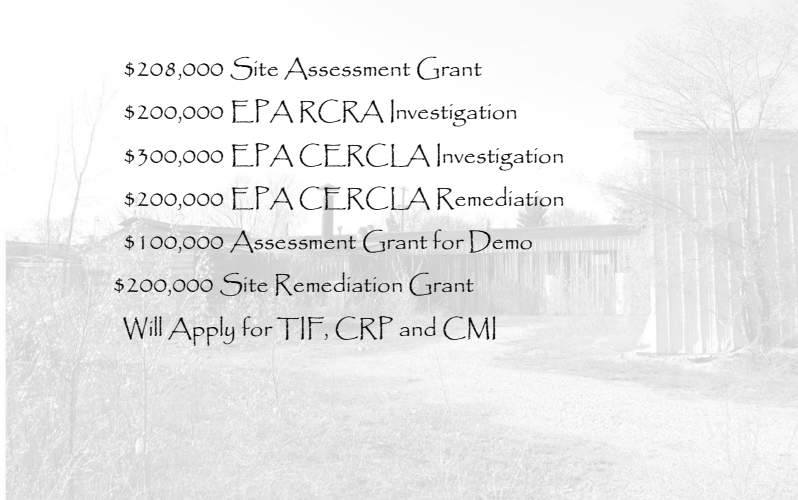 $208,000 Site Assessment Grant
$200,000 EPA RCRA Investigation
$300,000 EPA CERCLA Investigation
$200,000 EPA CERCLA Remediation
$100,000 Assessment Grant for Demo
$200,000 Site Remediation Grant
Will Apply for TIF, CRP and CMI